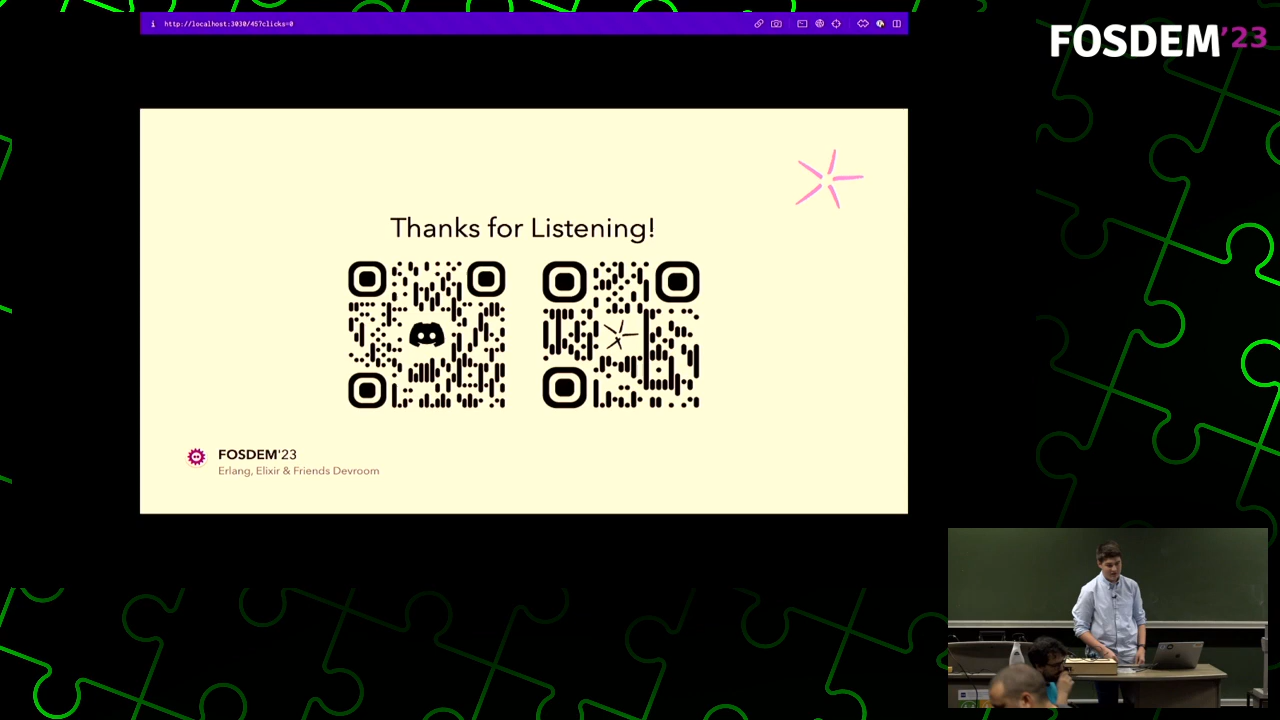 http://localhost:3030/45?clicks=0
FOSDEM'23
Thanks for Listening!
FOSDEM'23
Erlang, Elixir & Friends Devroom